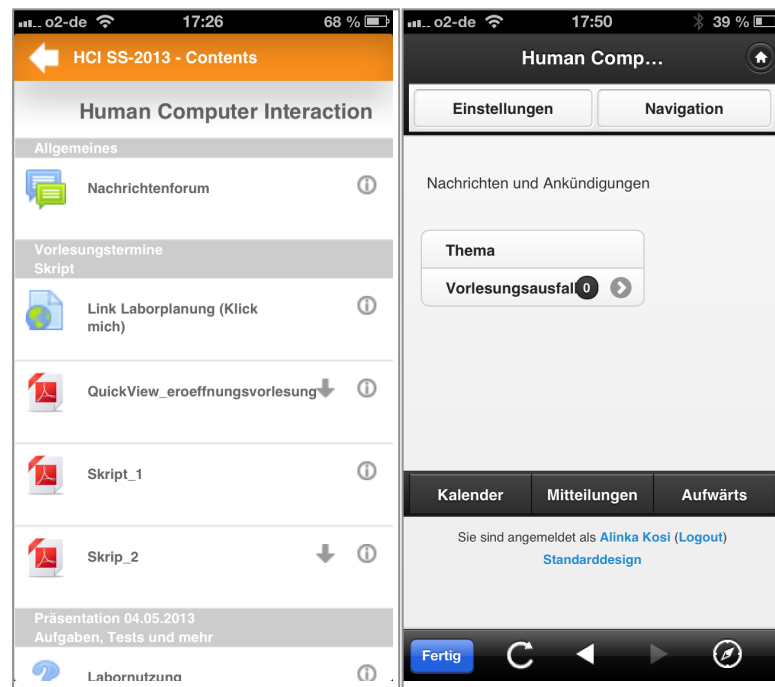 o2-de 17:26 68 %
HCI SS-2013 - Contents
Human Computer Interaction
Allgemeines
Nachrichtenforum
Vorlesungstermine
Skript
Link Laborplanung (Klick
mich)
QuickView_eroeffnungsvorlesung
Skript_1
Skrip_2
Präsentation 04.05.2013
Aufgaben, Tests und mehr
Labornutzung
o2-de 17:50 39 %
Human Comp...
Einstellungen Navigation
Nachrichten und Ankündigungen
Thema
Vorlesungsausfall 0
Kalender Mitteilungen Aufwärts
Sie sind angemeldet als Alinka Kosi (Logout)
Standarddesign
Fertig